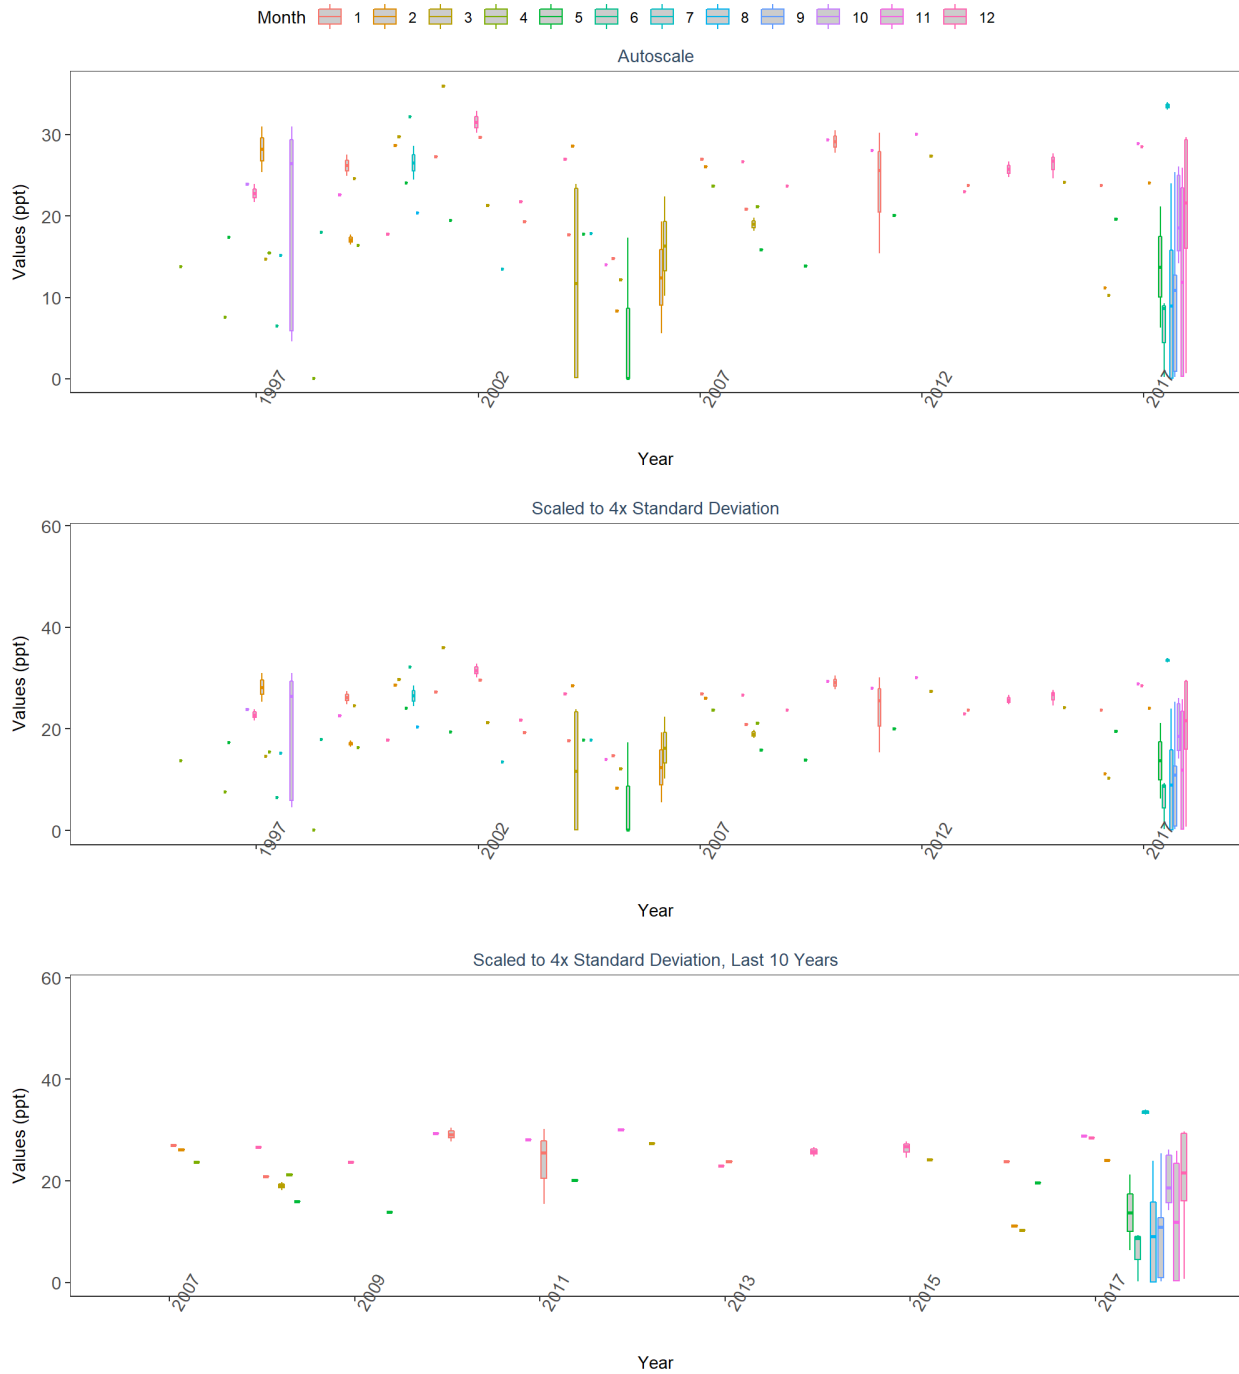 Month 1 2 3 4 5 6 7 8 9 10 11 12
Autoscale
Values (ppt)
30
20
10
0
1997 2002 2007 2012 2017
Year
Scaled to 4x Standard Deviation
Values (ppt)
60
40
20
0
1997 2002 2007 2012 2017
Year
Scaled to 4x Standard Deviation, Last 10 Years
Values (ppt)
60
40
20
0
2007 2009 2011 2013 2015 2017
Year